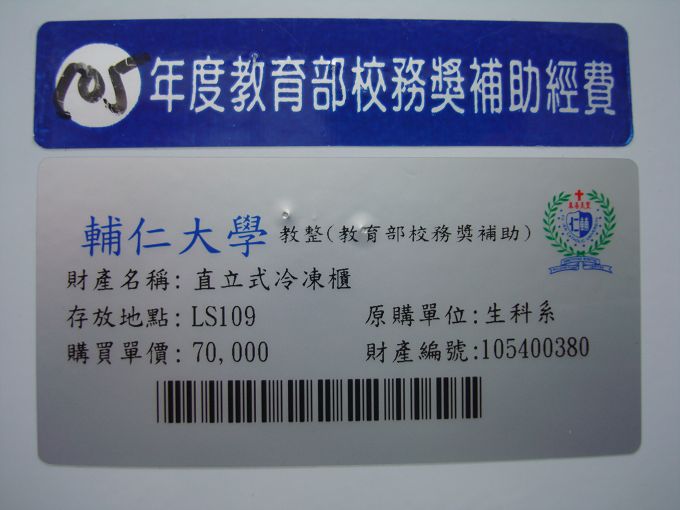 105年度教育部校務獎補助經費
輔仁大學 教整(教育部校務獎補助)
財產名稱: 直立式冷凍櫃
存放地點: LS109 原購單位:生科系
購買單價: 70,000 財產編號:105400380